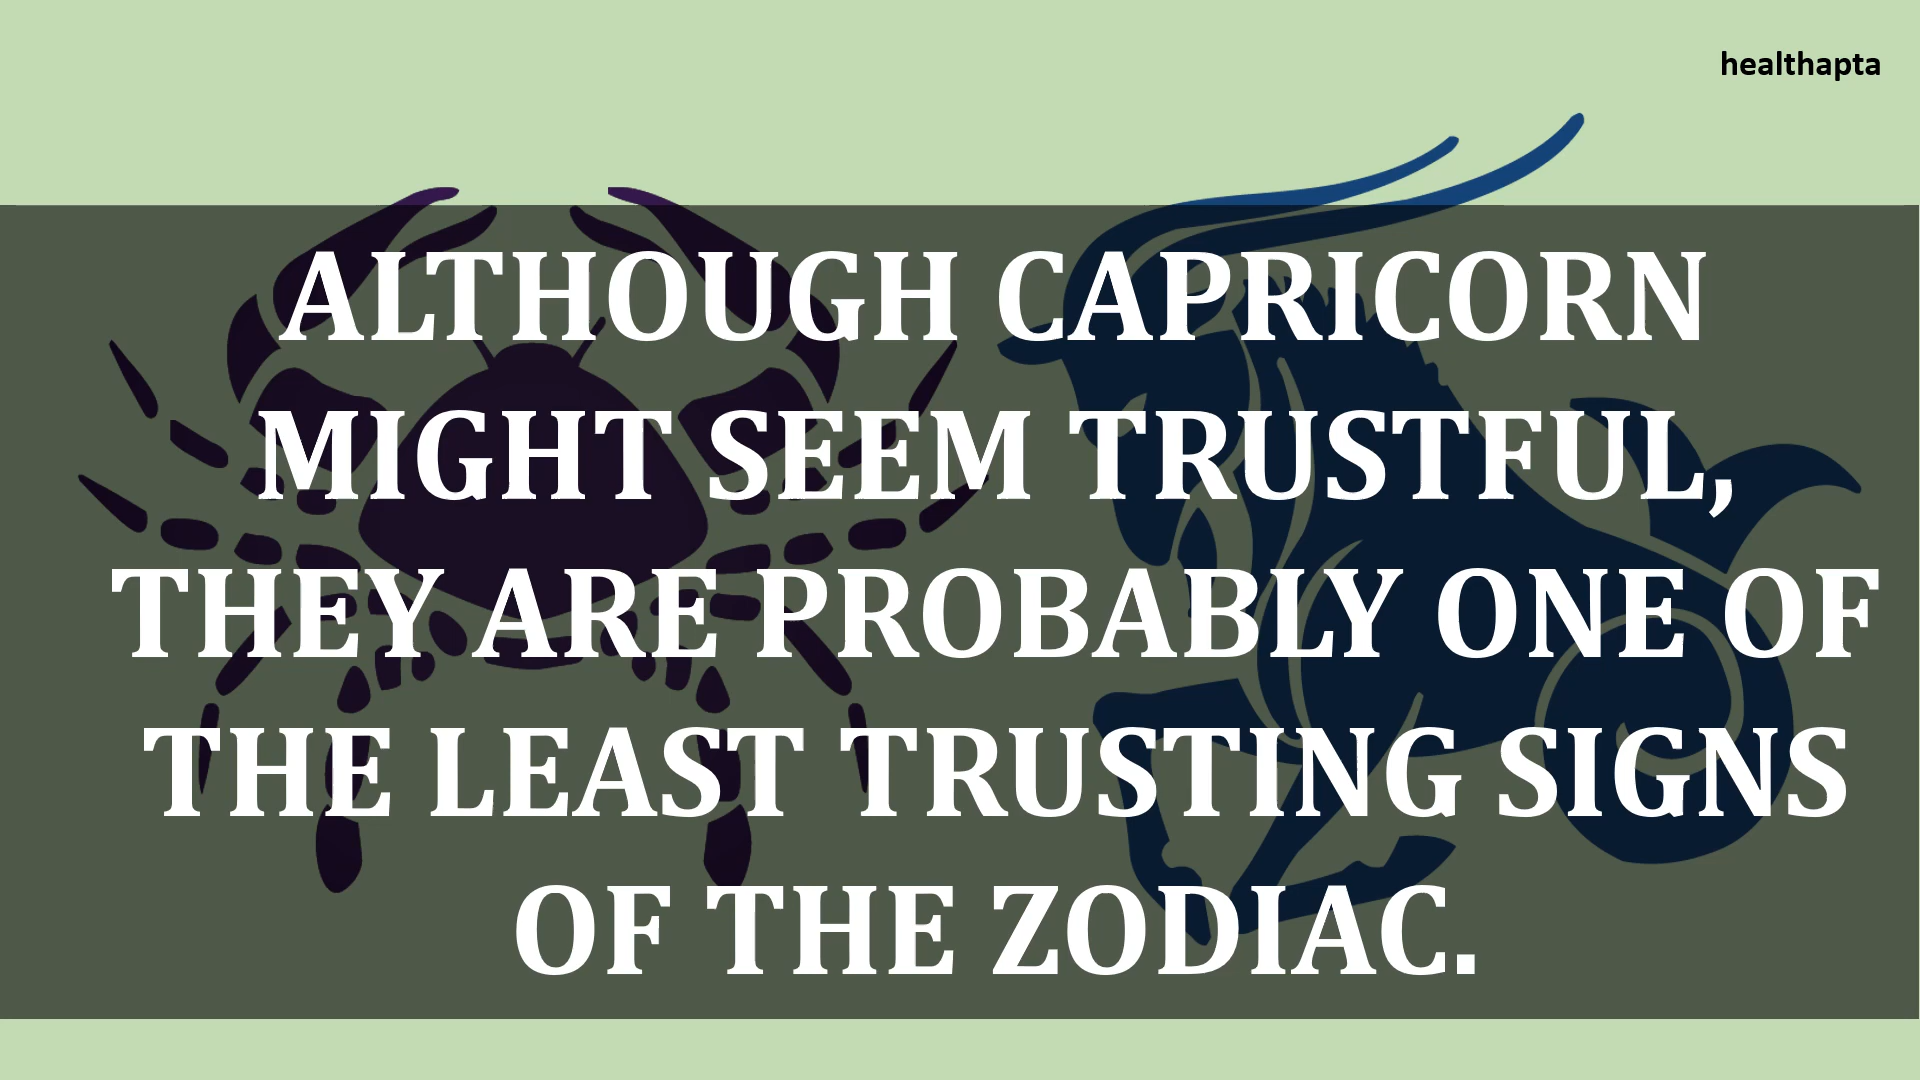 healthapta
ALTHOUGH CAPRICORN
MIGHT SEEM TRUSTFUL,
THEY ARE PROBABLY ONE OF
THE LEAST TRUSTING SIGNS
OF THE ZODIAC.